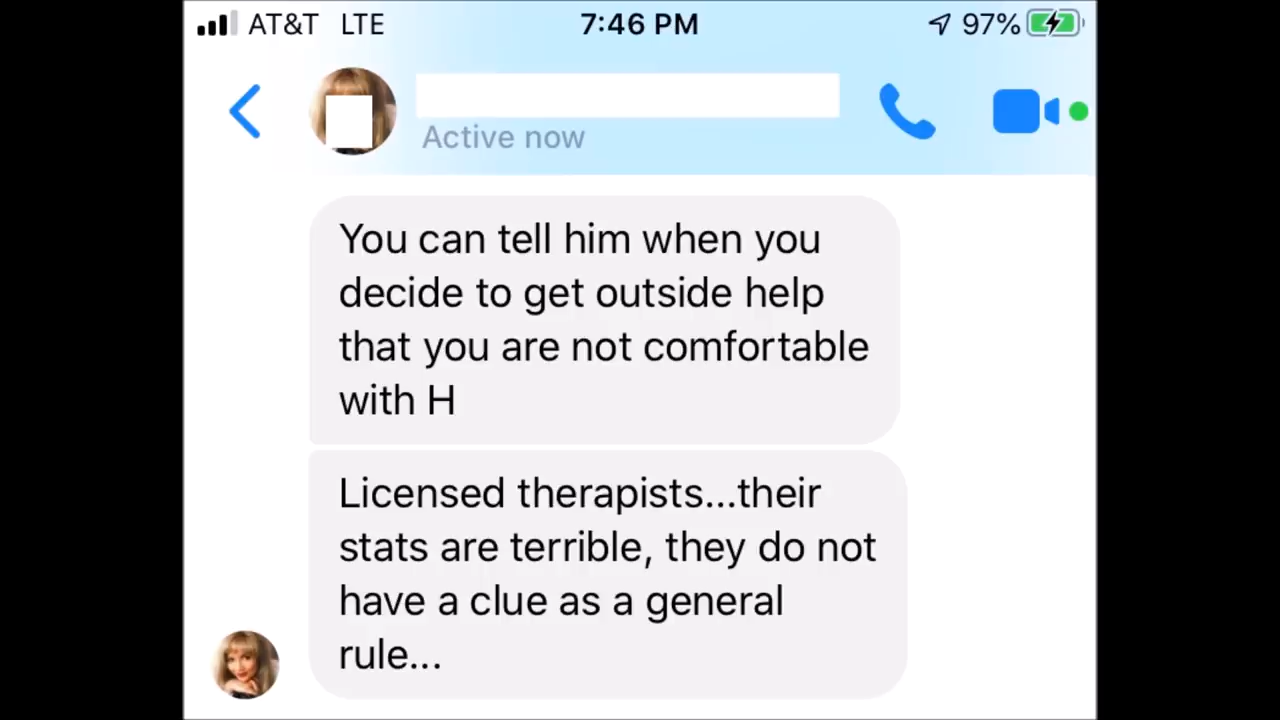 AT&T LTE 7:46 PM 97%
Active now
You can tell him when you
decide to get outside help
that you are not comfortable
with H
Licensed therapists...their
stats are terrible, they do not
have a clue as a general
rule...